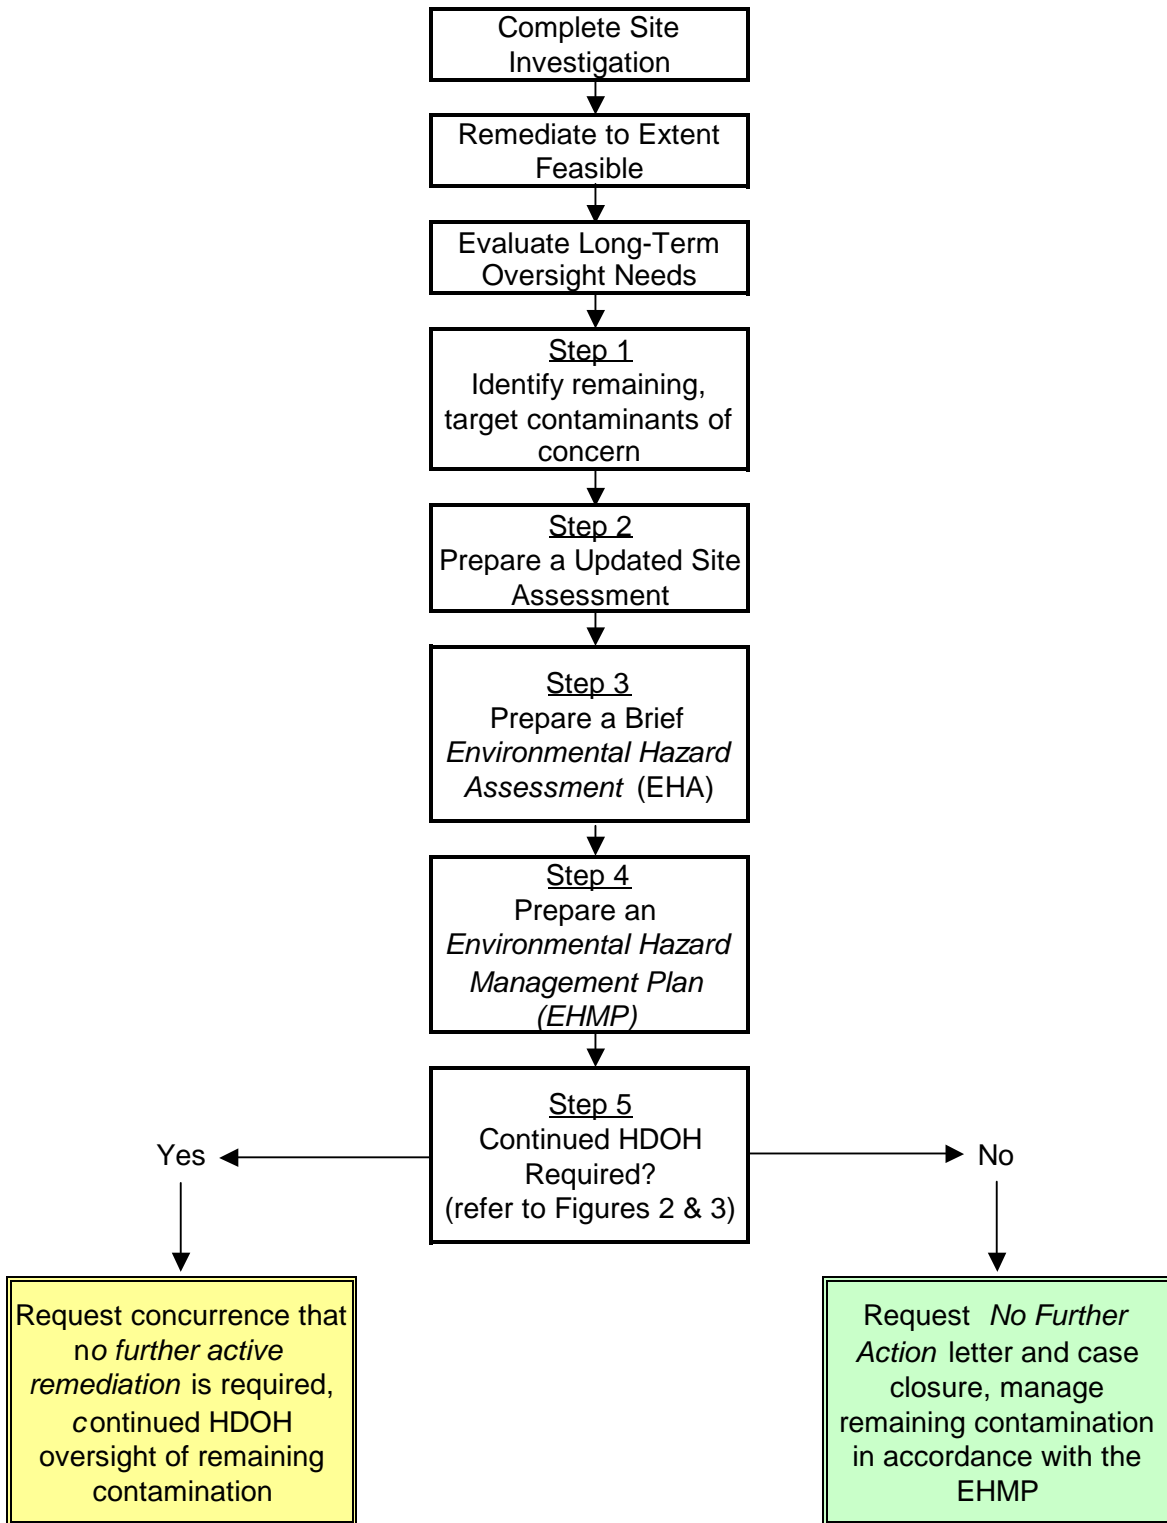 Complete Site
Investigation
Remediate to Extent
Feasible
Evaluate Long-Term
Oversight Needs
Step 1
Identify remaining,
target contaminants of
concern
Step 2
Prepare a Updated Site
Assessment
Step 3
Prepare a Brief
Environmental Hazard
Assessment (EHA)
Step 4
Prepare an
Environmental Hazard
Management Plan
(EHMP)
Step 5
Continued HDOH
Required?
(refer to Figures 2 & 3)
Yes
No
Request concurrence that
no further active
remediation is required,
continued HDOH
oversight of remaining
contamination
Request No Further
Action letter and case
closure, manage
remaining contamination
in accordance with the
EHMP